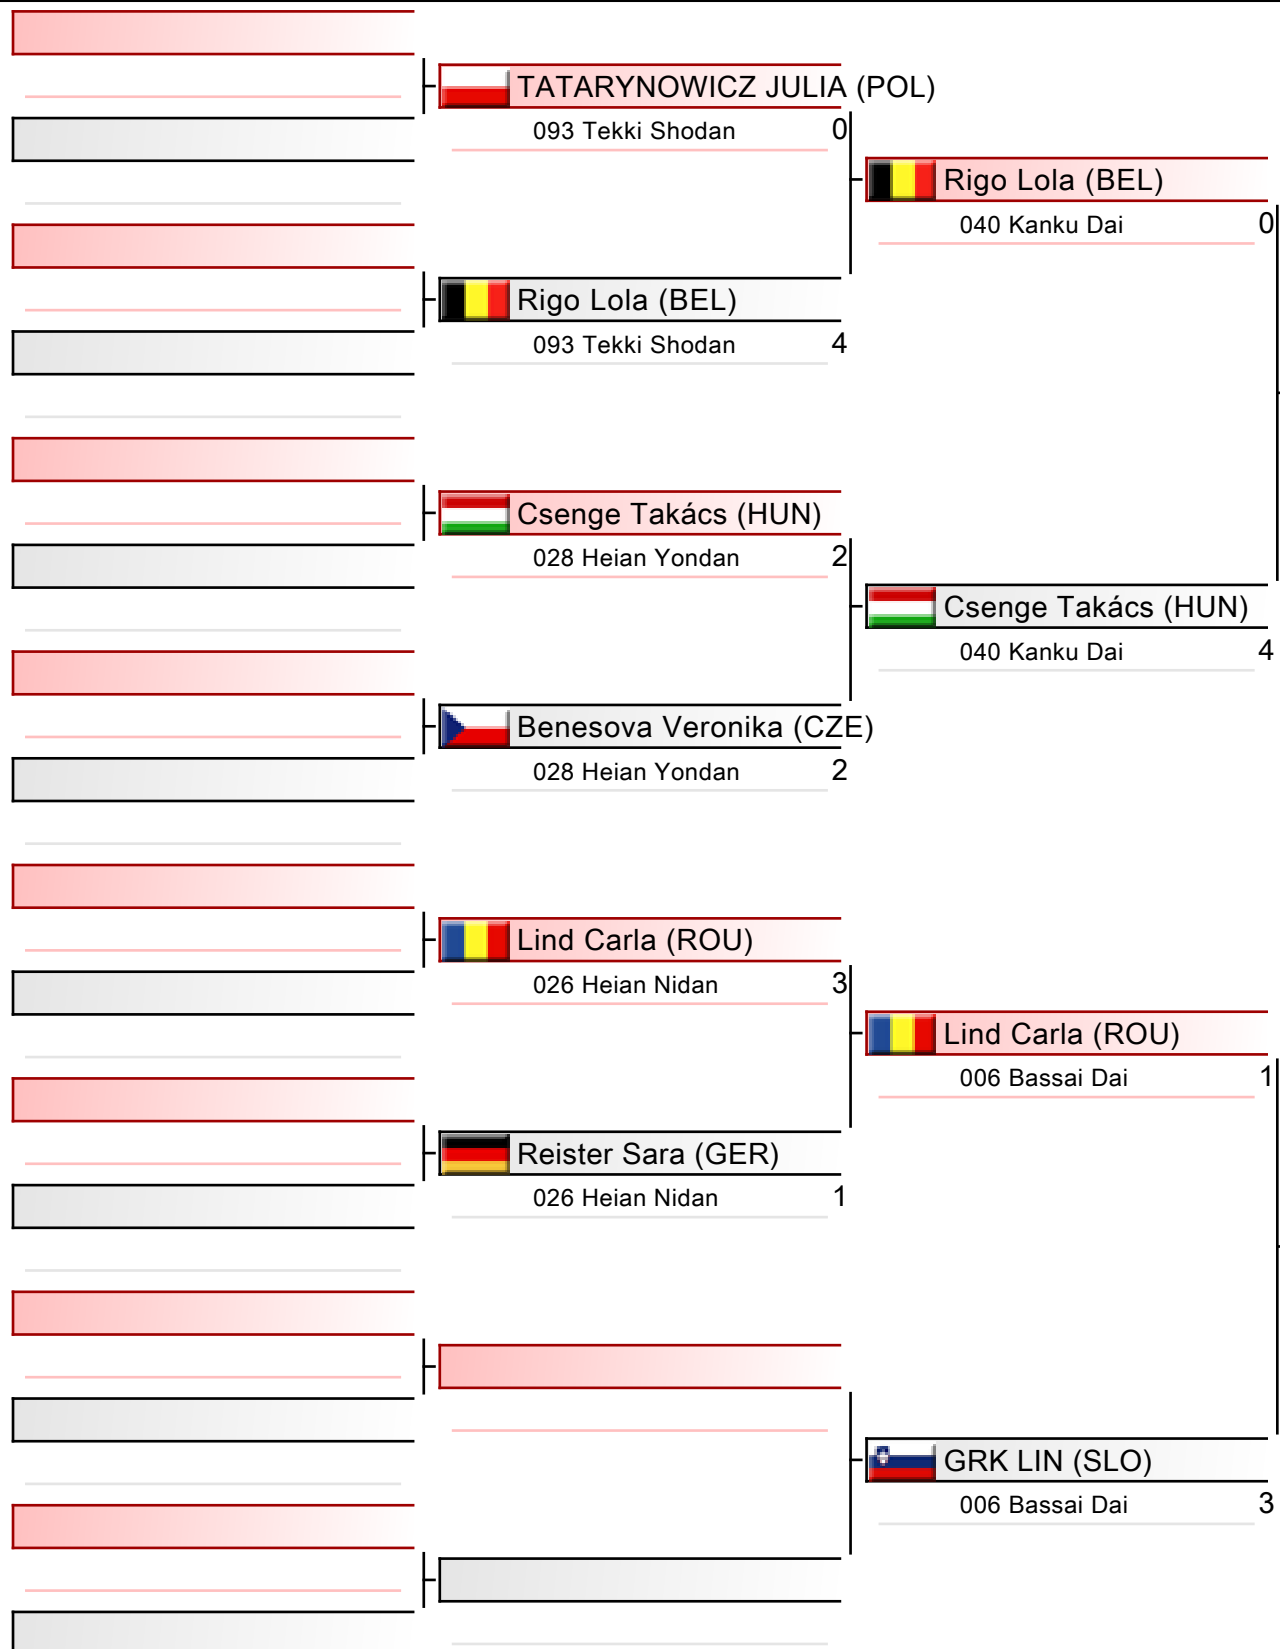 TATARYNOWICZ JULIA (POL)
093 Tekki Shodan 0
Rigo Lola (BEL)
093 Tekki Shodan 4
Csenge Takács (HUN)
028 Heian Yondan 2
Benesova Veronika (CZE)
028 Heian Yondan 2
Lind Carla (ROU)
026 Heian Nidan 3
Reister Sara (GER)
026 Heian Nidan 1
Rigo Lola (BEL)
040 Kanku Dai 0
Csenge Takács (HUN)
040 Kanku Dai 4
Lind Carla (ROU)
006 Bassai Dai 1
GRK LIN (SLO)
006 Bassai Dai 3